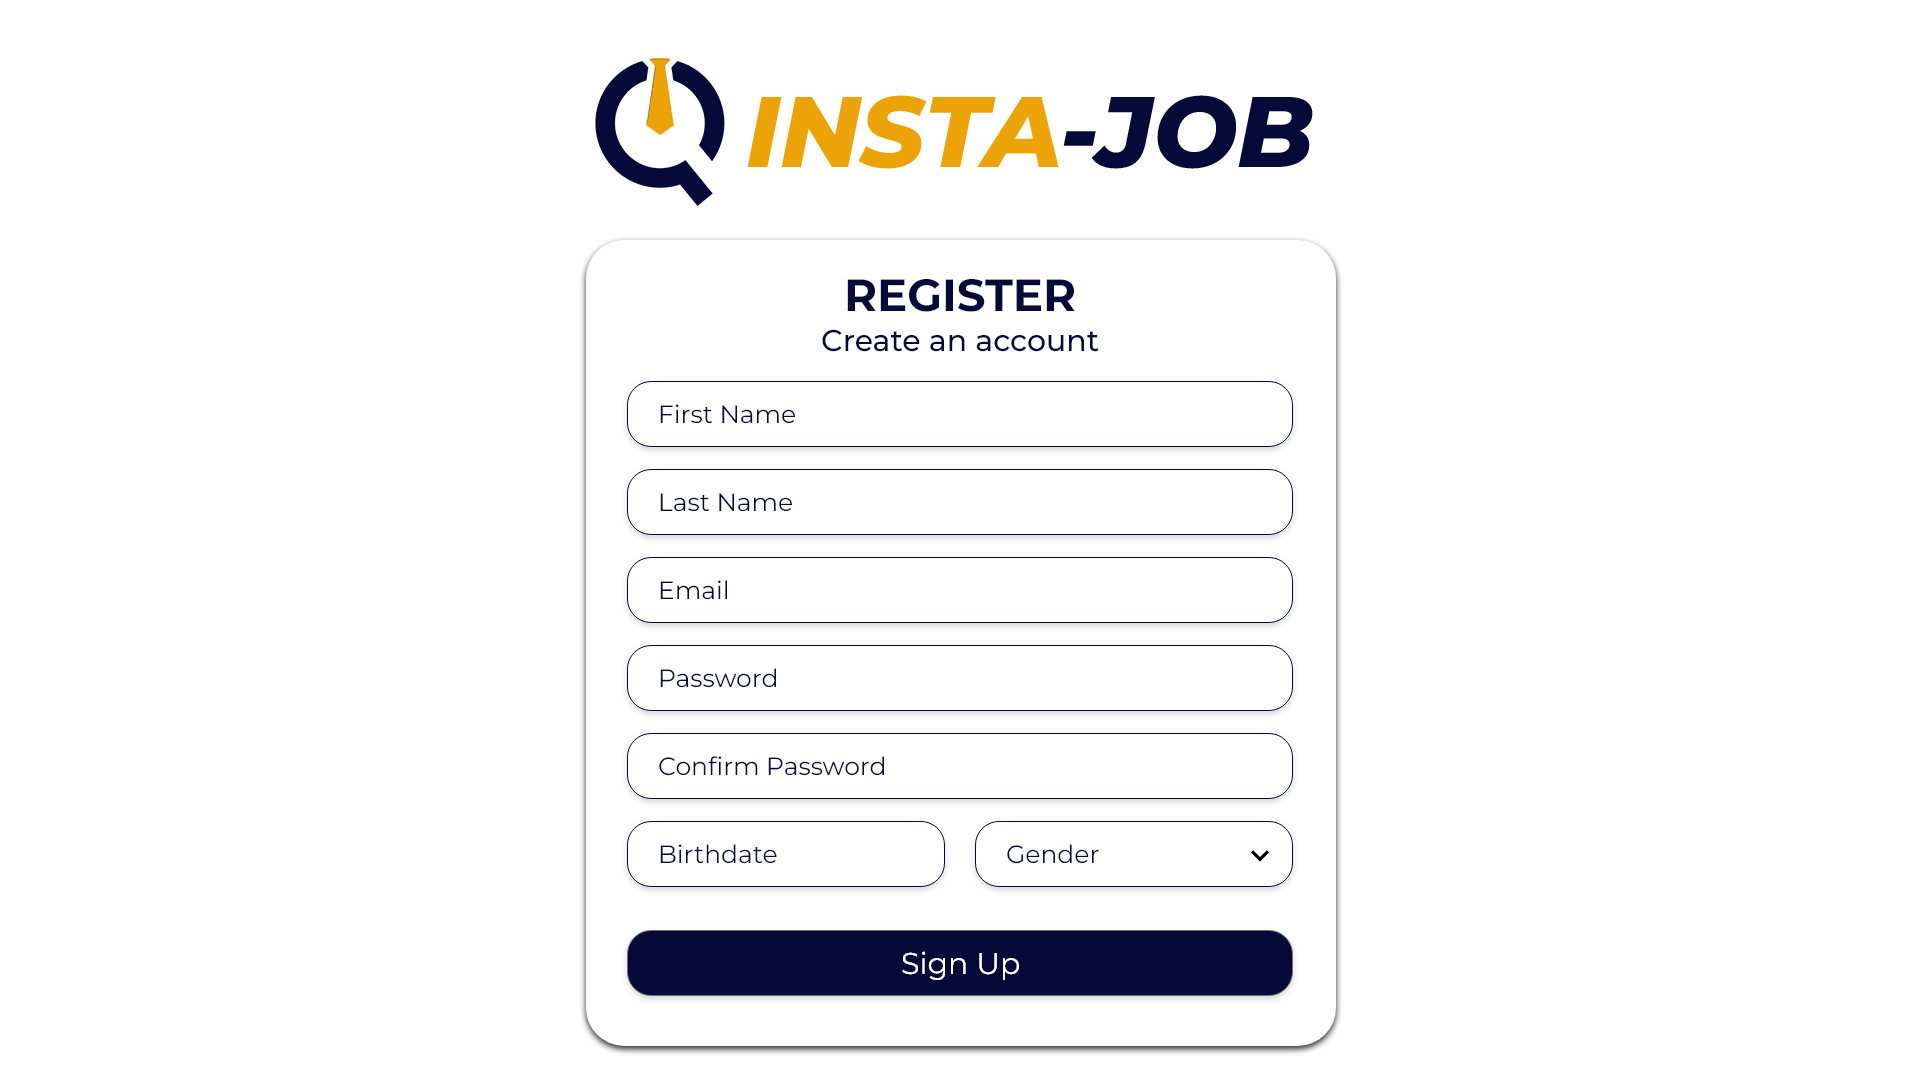 INSTA-JOB
REGISTER
Create an account
First Name
Last Name
Email
Password
Confirm Password
Birthdate
Gender
Sign Up